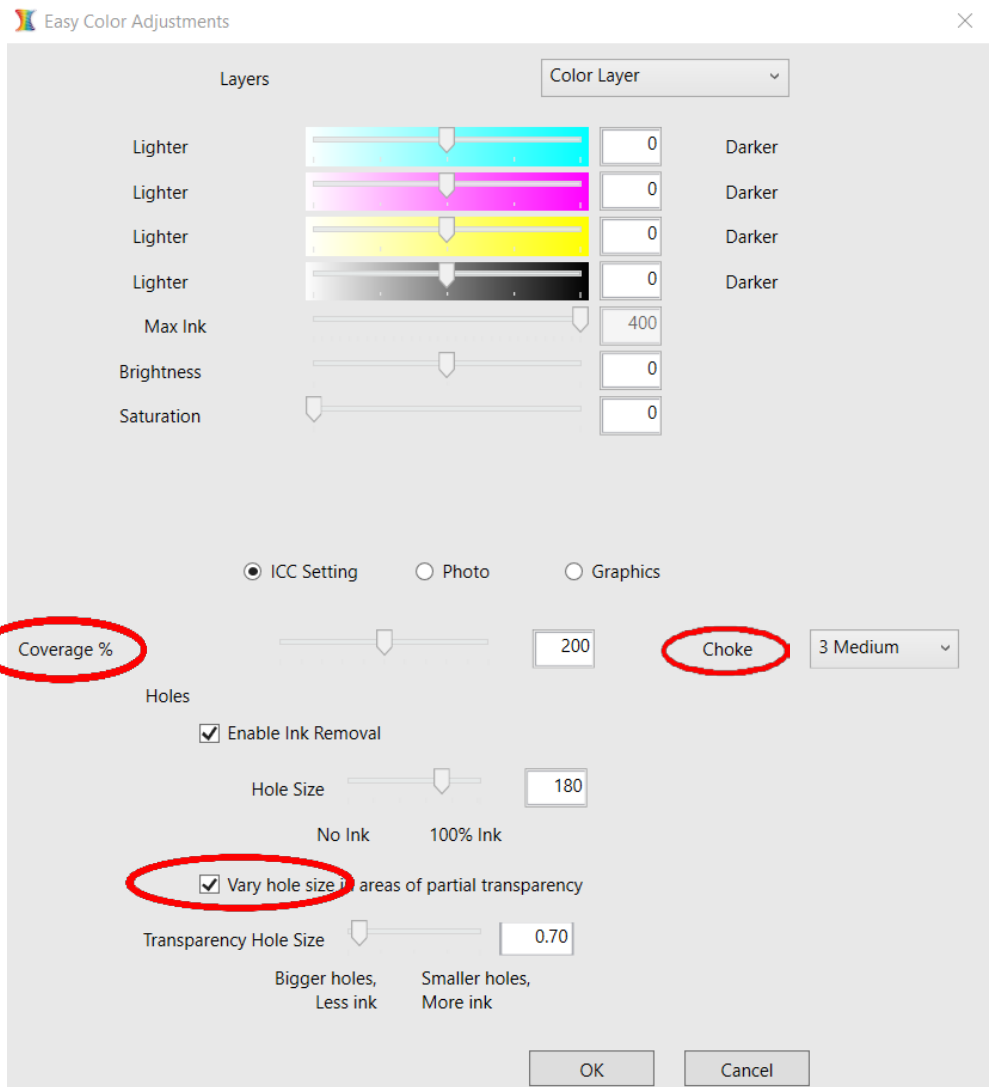 Easy Color Adjustments
Layers Color Layer
Lighter 0 Darker
Lighter 0 Darker
Lighter 0 Darker
Lighter 0 Darker
Max Ink 400
Brightness 0
Saturation 0
ICC Setting Photo Graphics
Coverage % 200 Choke 3 Medium
Holes
Enable Ink Removal
Hole Size 180
No Ink 100% Ink
Vary hole size in areas of partial transparency
Transparency Hole Size 0.70
Bigger holes, Smaller holes,
Less ink More ink
OK Cancel